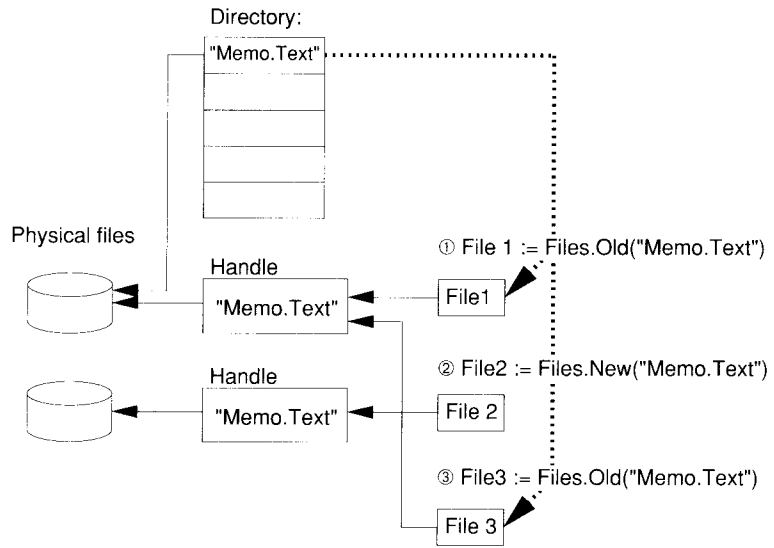 Directory:
"Memo.Text"
Physical files
① File 1 := Files.Old("Memo.Text")
Handle
"Memo.Text"
File1
② File2 := Files.New("Memo.Text")
Handle
"Memo.Text"
File 2
③ File3 := Files.Old("Memo.Text")
File 3